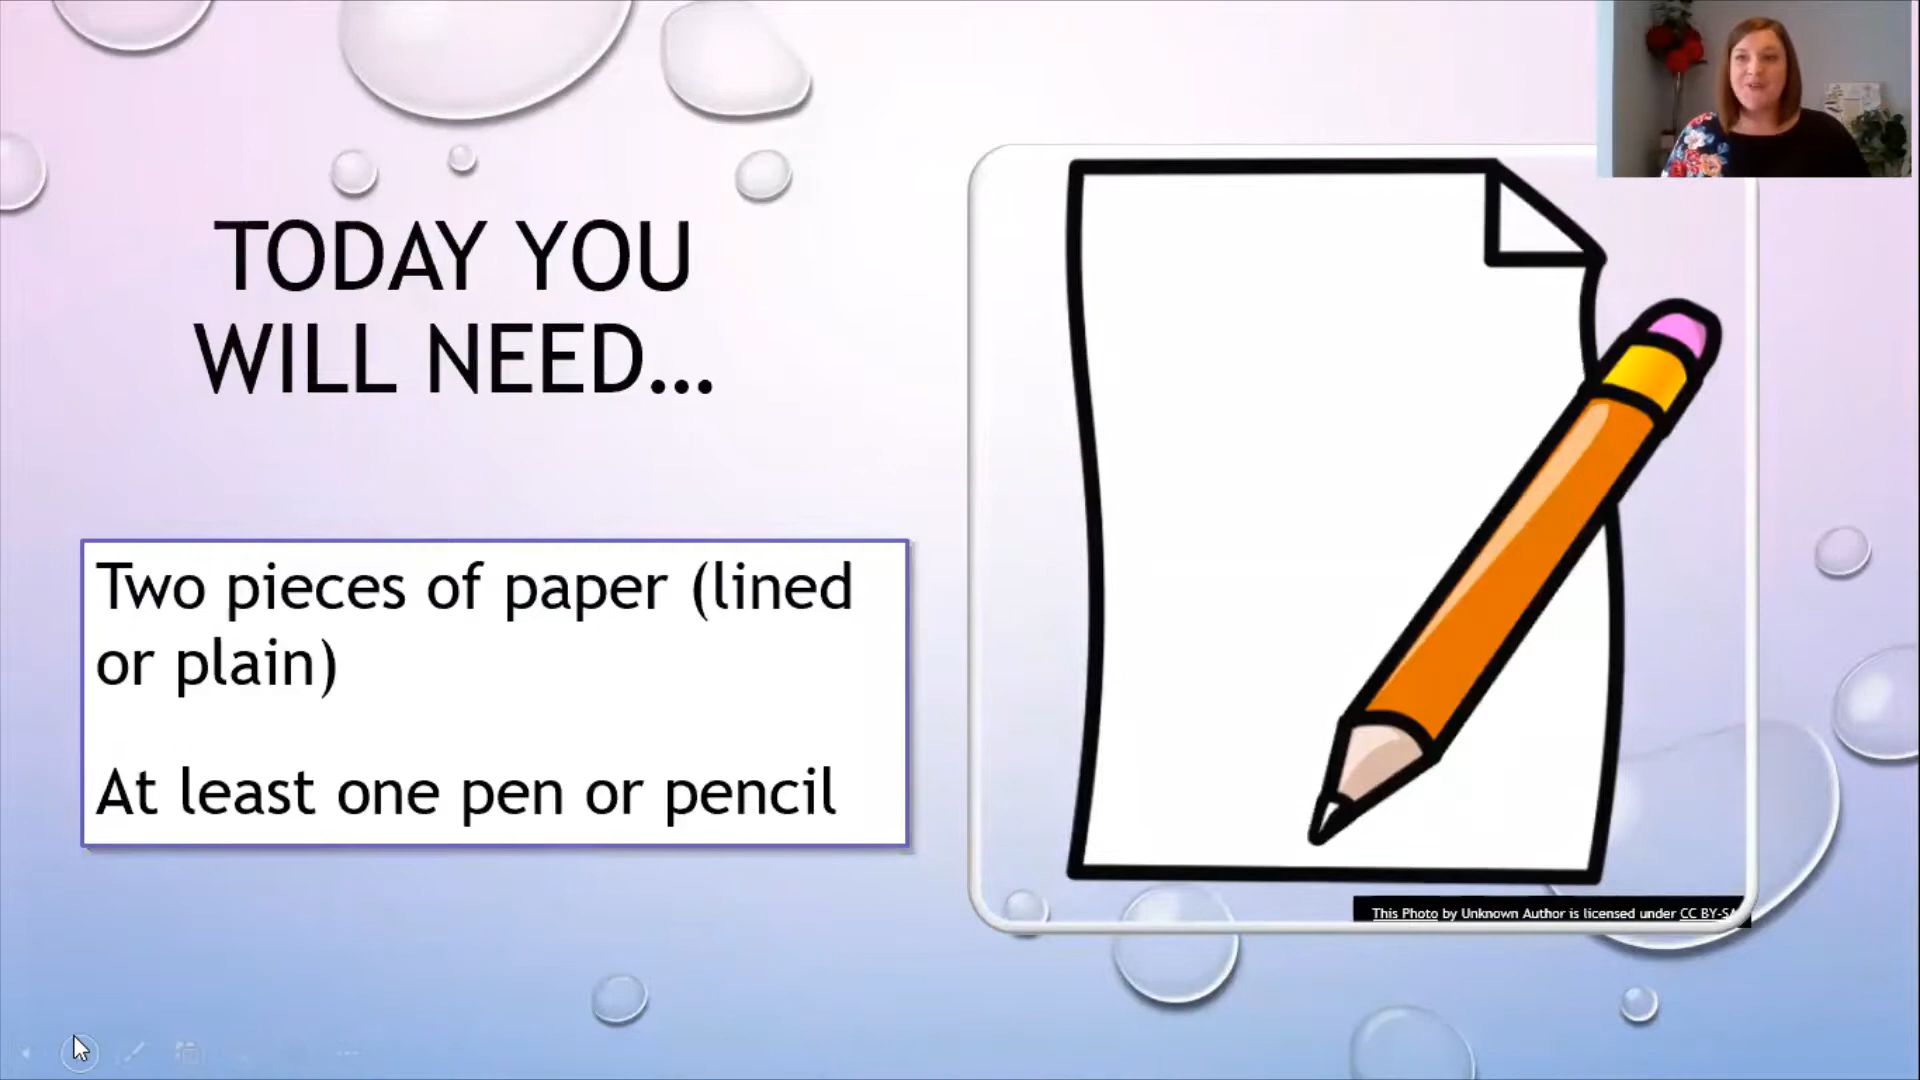 TODAY YOU
WILL NEED...
Two pieces of paper (lined
or plain)
At least one pen or pencil
This Photo by Unknown Author is licensed under CC BY-SA